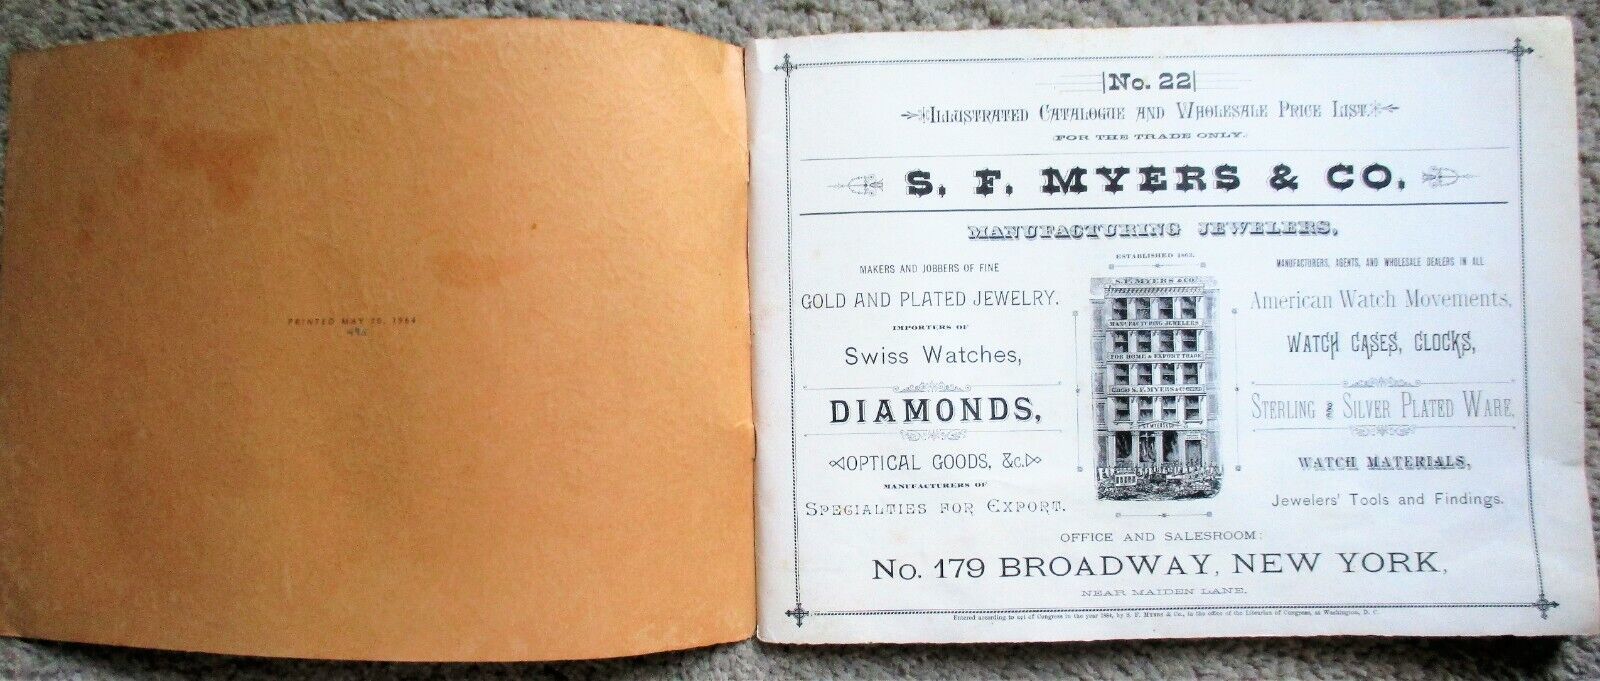 PRINTED MAY 20, 1964
No. 22
ILLUSTRATED CATALOGUE AND WHOLESALE PRICE LIST.
FOR THE TRADE ONLY.
S. F. MYERS & CO.
MANUFACTURING JEWELERS,
MAKERS AND JOBBERS OF FINE
GOLD AND PLATED JEWELRY.
IMPORTERS OF
Swiss Watches,
DIAMONDS,
OPTICAL GOODS, &c.
MANUFACTURERS OF
SPECIALTIES FOR EXPORT.
ESTABLISHED 1862.
S. F. MYERS & CO.
MANUFACTURING JEWELERS
FOR HOME & EXPORT TRADE
S. F. MYERS & CO
MANUFACTURERS, AGENTS, AND WHOLESALE DEALERS IN ALL
American Watch Movements,
WATCH CASES, CLOCKS,
STERLING & SILVER PLATED WARE,
WATCH MATERIALS,
Jewelers' Tools and Findings.
OFFICE AND SALESROOM:
No. 179 BROADWAY, NEW YORK,
NEAR MAIDEN LANE.
Entered according to act of Congress in the year 1884, by S. F. MYERS & Co., in the office of the Librarian of Congress, at Washington, D. C.